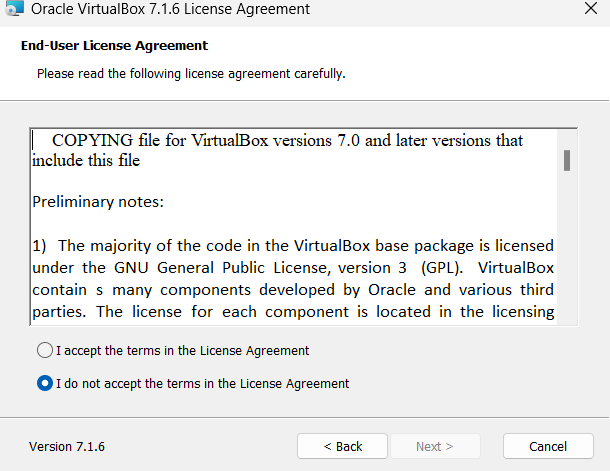 Oracle VirtualBox 7.1.6 License Agreement
End-User License Agreement
Please read the following license agreement carefully.
COPYING file for VirtualBox versions 7.0 and later versions that
include this file
Preliminary notes:
1) The majority of the code in the VirtualBox base package is licensed
under the GNU General Public License, version 3 (GPL). VirtualBox
contain s many components developed by Oracle and various third
parties. The license for each component is located in the licensing
I accept the terms in the License Agreement
I do not accept the terms in the License Agreement
Version 7.1.6
< Back
Next >
Cancel